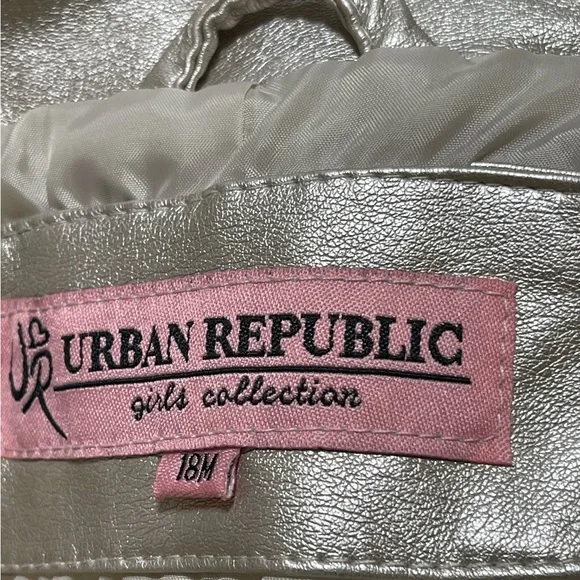 UR URBAN REPUBLIC
girls collection
18M